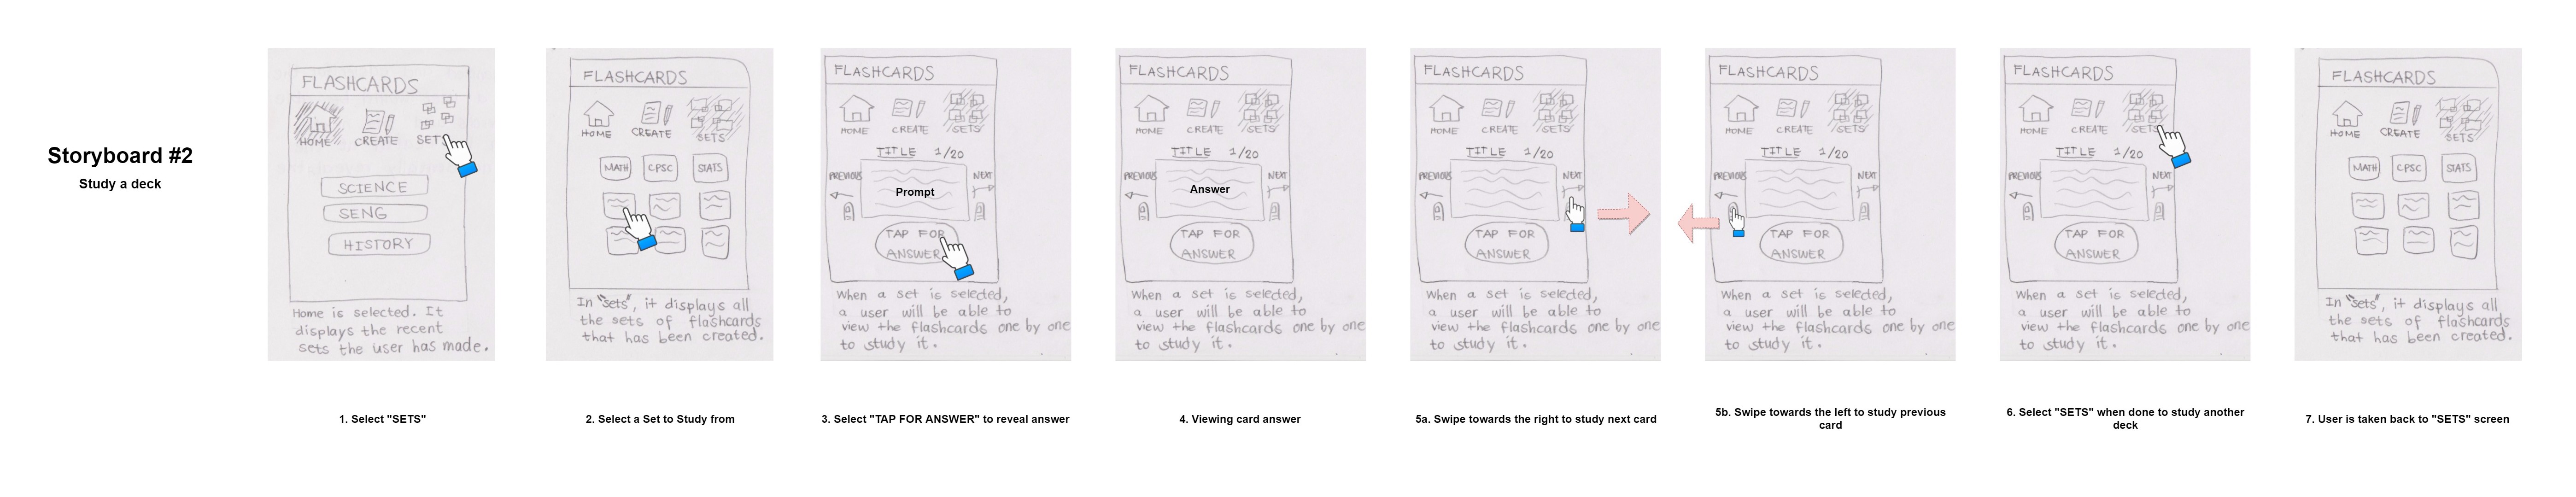 Storyboard #2
Study a deck
FLASHCARDS
HOME CREATE SETS
SCIENCE
SENG
HISTORY
Home is selected. It
displays the recent
sets the user has made.
1. Select "SETS"
FLASHCARDS
HOME CREATE SETS
MATH CPSC STATS
In "sets", it displays all
the sets of flashcards
that has been created.
2. Select a Set to Study from
FLASHCARDS
HOME CREATE SETS
TITLE 1/20
PREVIOUS NEXT
Prompt
TAP FOR
ANSWER
When a set is selected,
a user will be able to
view the flashcards one by one
to study it.
3. Select "TAP FOR ANSWER" to reveal answer
FLASHCARDS
HOME CREATE SETS
TITLE 1/20
PREVIOUS NEXT
Answer
TAP FOR
ANSWER
When a set is selected,
a user will be able to
view the flashcards one by one
to study it.
4. Viewing card answer
FLASHCARDS
HOME CREATE SETS
TITLE 1/20
PREVIOUS NEXT
TAP FOR
ANSWER
When a set is selected,
a user will be able to
view the flashcards one by one
to study it.
5a. Swipe towards the right to study next card
FLASHCARDS
HOME CREATE SETS
TITLE 1/20
PREVIOUS NEXT
TAP FOR
ANSWER
When a set is selected,
a user will be able to
view the flashcards one by one
to study it.
5b. Swipe towards the left to study previous
card
FLASHCARDS
HOME CREATE SETS
TITLE 1/20
PREVIOUS NEXT
TAP FOR
ANSWER
When a set is selected,
a user will be able to
view the flashcards one by one
to study it.
6. Select "SETS" when done to study another
deck
FLASHCARDS
HOME CREATE SETS
MATH CPSC STATS
In "sets", it displays all
the sets of flashcards
that has been created.
7. User is taken back to "SETS" screen